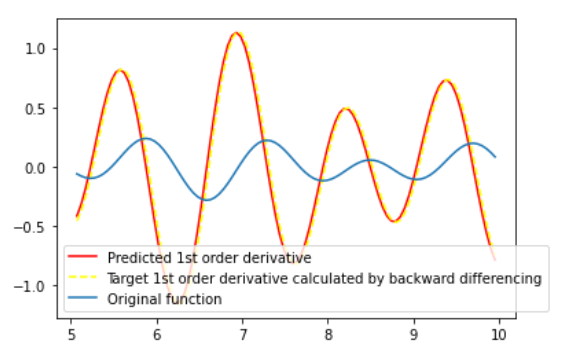 1.0
0.5
0.0
−0.5
−1.0
Predicted 1st order derivative
Target 1st order derivative calculated by backward differencing
Original function
5 6 7 8 9 10